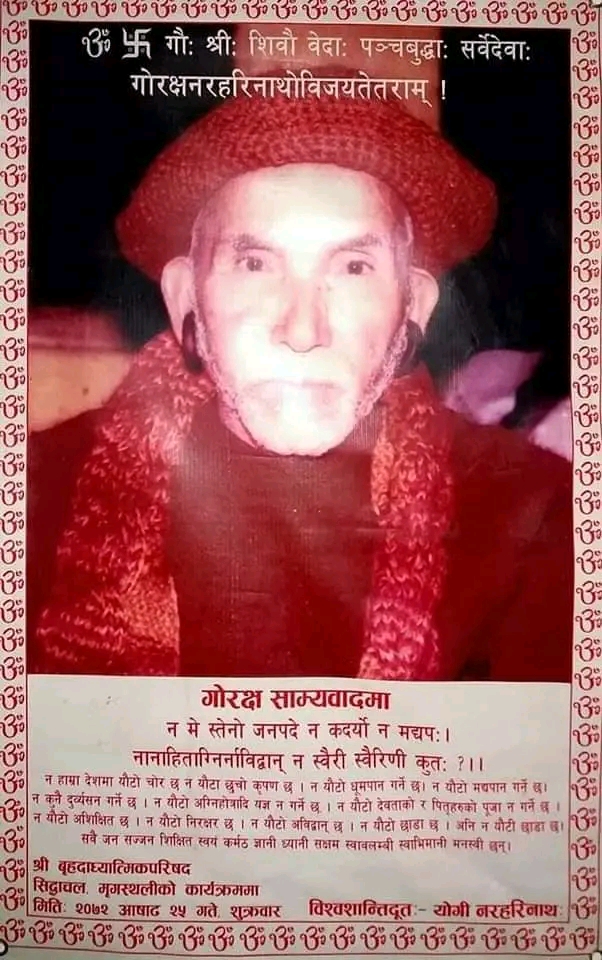 ॐ 卐 गौः श्रीः शिवौ वेदाः पञ्चबुद्धाः सर्वेदेवाः
गोरक्षनरहरिनाथोविजयतेतराम् !
गोरक्ष साम्यवादमा
न मे स्तेनो जनपदे न कदर्यो न मद्यपः।
नानाहिताग्निर्नाविद्वान् न स्वैरी स्वैरिणी कुतः ?।।
न हाम्रा देशमा यौटो चोर छ न यौटा छुचो कृपण छ । न यौटो धूमपान गर्ने छ। न यौटो मद्यपान गर्ने छ।
न कुनै दुर्व्यसन गर्ने छ । न यौटो अग्निहोत्रादि यज्ञ न गर्ने छ । न यौटो देवताको र पितृहरुको पूजा न गर्ने छ ।
न यौटो अशिक्षित छ । न यौटो निरक्षर छ । न यौटो अविद्वान् छ । न यौटो छाडा छ । अनि न यौटी छाडा छ।
सवै जन सज्जन शिक्षित स्वयं कर्मठ ज्ञानी ध्यानी सक्षम स्वावलम्बी स्वाभिमानी मनस्वी छन्।
श्री बृहदाध्यात्मिकपरिषद
सिद्धाचल, मृगस्थलीको कार्यक्रममा
मितिः २०७२ आषाट २५ गते, शुक्रवार विश्वशान्तिदूतः- योगी नरहरिनाथः